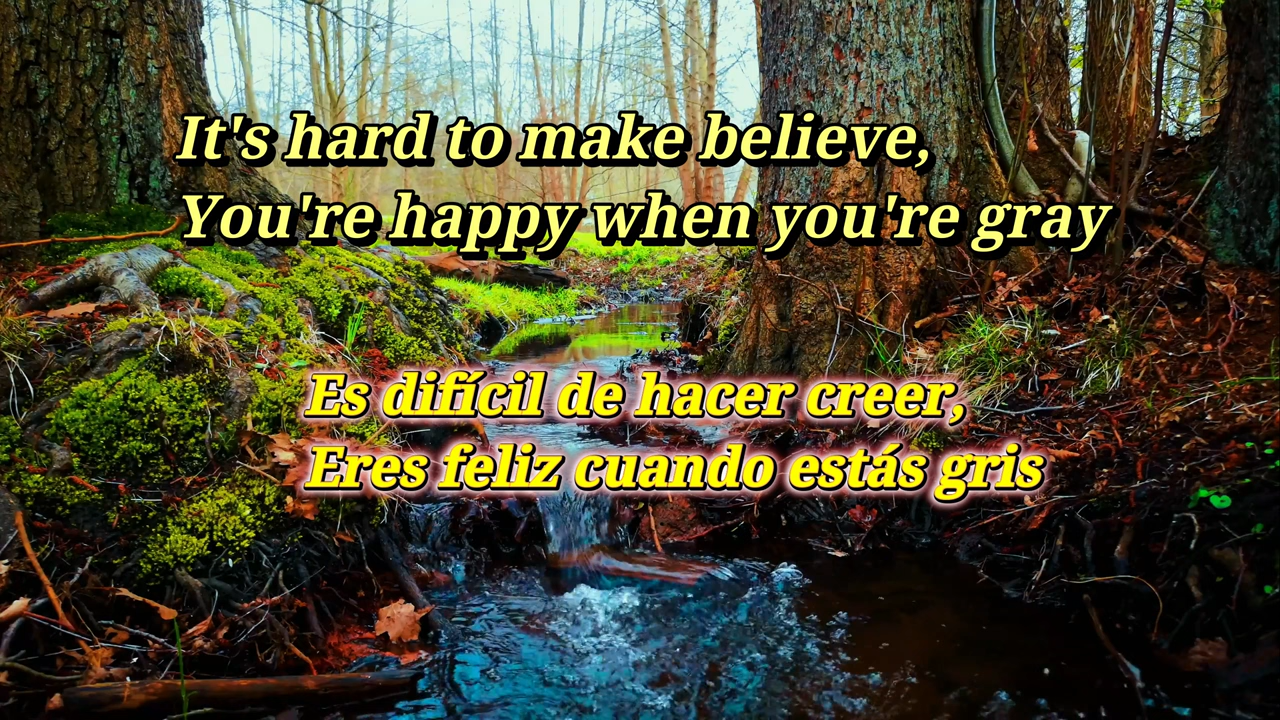 It's hard to make believe,
You're happy when you're gray
Es difícil de hacer creer,
Eres feliz cuando estás gris